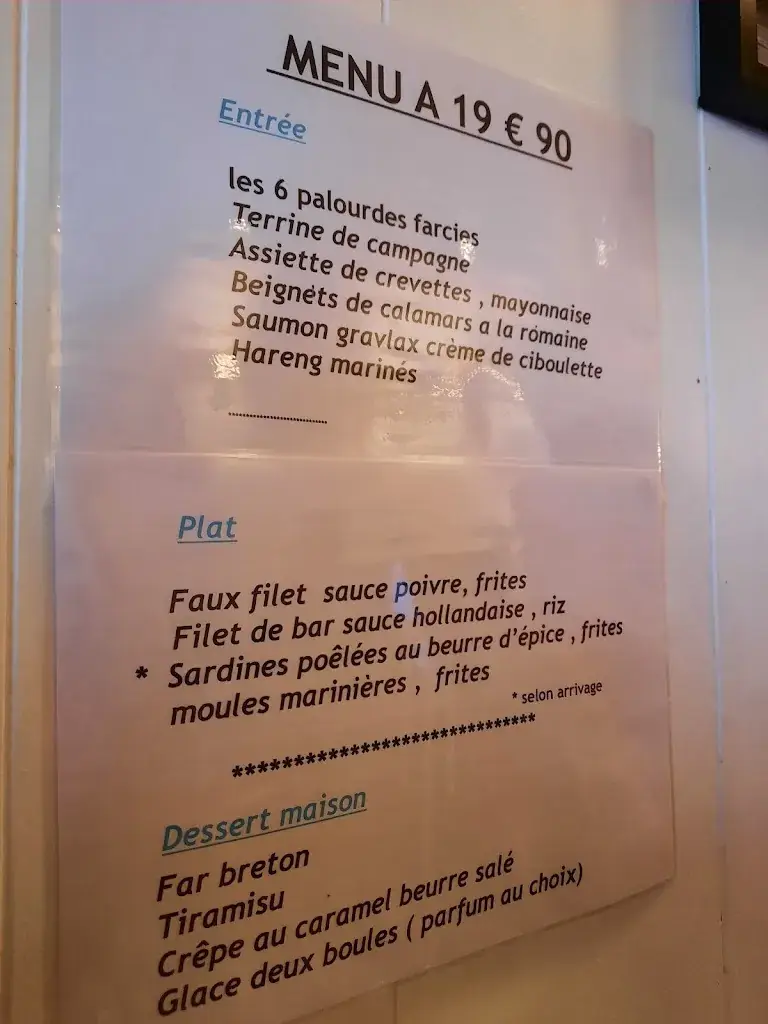 MENU A 19 € 90
Entrée
les 6 palourdes farcies
Terrine de campagne
Assiette de crevettes , mayonnaise
Beignets de calamars a la romaine
Saumon gravlax crème de ciboulette
Hareng marinés
..............................
Plat
Faux filet sauce poivre, frites
Filet de bar sauce hollandaise , riz
* Sardines poêlées au beurre d'épice , frites
moules marinières , frites
* selon arrivage
******************************
Dessert maison
Far breton
Tiramisu
Crêpe au caramel beurre salé
Glace deux boules ( parfum au choix)